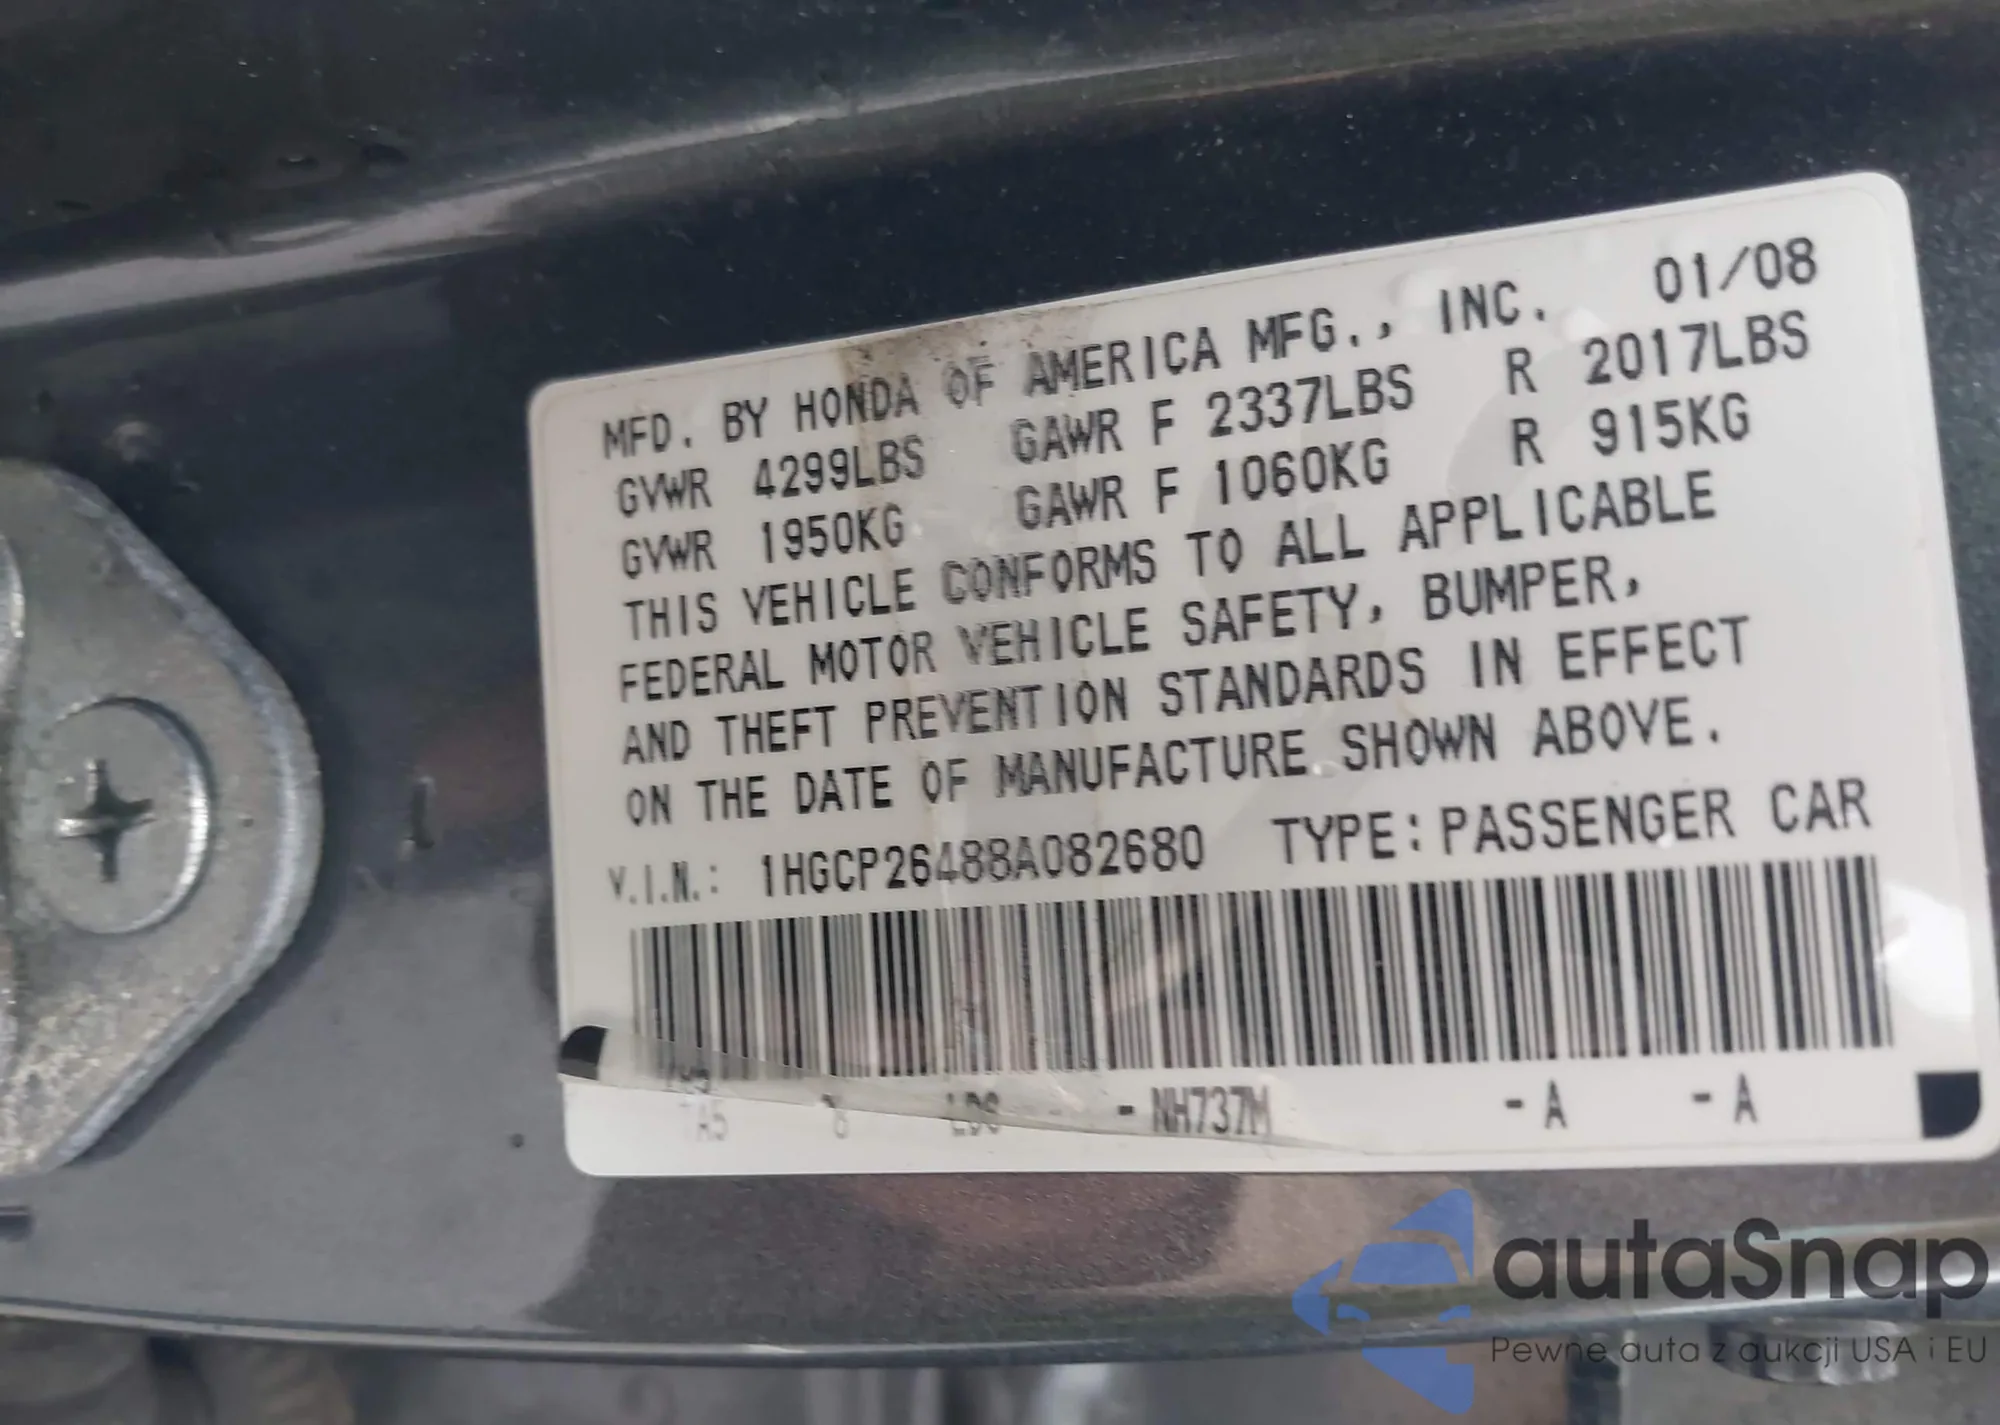 MFD. BY HONDA OF AMERICA MFG., INC. 01/08
GVWR 4299LBS GAWR F 2337LBS R 2017LBS
GVWR 1950KG GAWR F 1060KG R 915KG
THIS VEHICLE CONFORMS TO ALL APPLICABLE
FEDERAL MOTOR VEHICLE SAFETY, BUMPER,
AND THEFT PREVENTION STANDARDS IN EFFECT
ON THE DATE OF MANUFACTURE SHOWN ABOVE.
V.I.N.: 1HGCP26488A082680 TYPE: PASSENGER CAR
TA5 - NH737M - A - A
autaSnap
Pewne auta z aukcji USA i EU